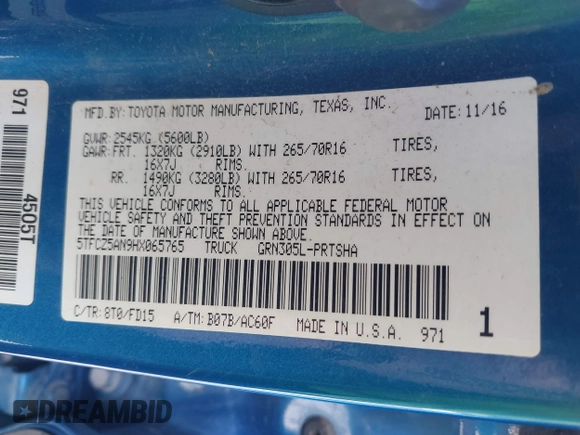 MFD.BY:TOYOTA MOTOR MANUFACTURING, TEXAS, INC. DATE:11/16
GVWR:2545KG (5600LB)
GAWR:FRT. 1320KG (2910LB) WITH 265/70R16 TIRES,
16X7J RIMS.
RR. 1490KG (3280LB) WITH 265/70R16 TIRES,
16X7J RIMS.
THIS VEHICLE CONFORMS TO ALL APPLICABLE FEDERAL MOTOR
VEHICLE SAFETY AND THEFT PREVENTION STANDARDS IN EFFECT ON
THE DATE OF MANUFACTURE SHOWN ABOVE.
5TFCZ5AN9HX065765 TRUCK GRN305L-PRTSHA
C/TR:8T0/FD15 A/TM:B07B/AC60F MADE IN U.S.A. 971 1
971 4505T
DREAMBID